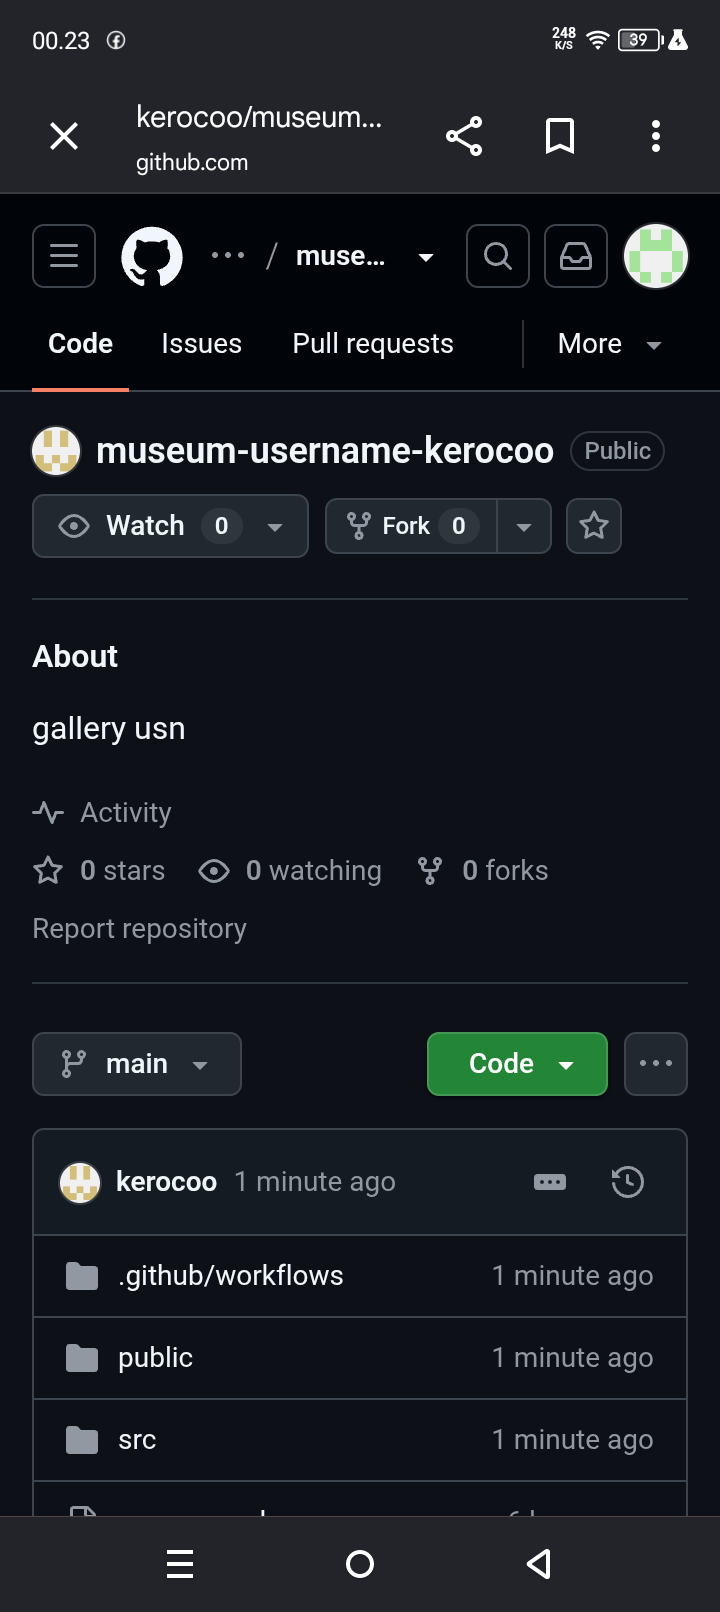 00.23
248
K/S
39
kerocoo/museum...
github.com
... / muse...
Code Issues Pull requests More
museum-username-kerocoo Public
Watch 0 Fork 0
About
gallery usn
Activity
0 stars 0 watching 0 forks
Report repository
main Code
kerocoo 1 minute ago
.github/workflows 1 minute ago
public 1 minute ago
src 1 minute ago